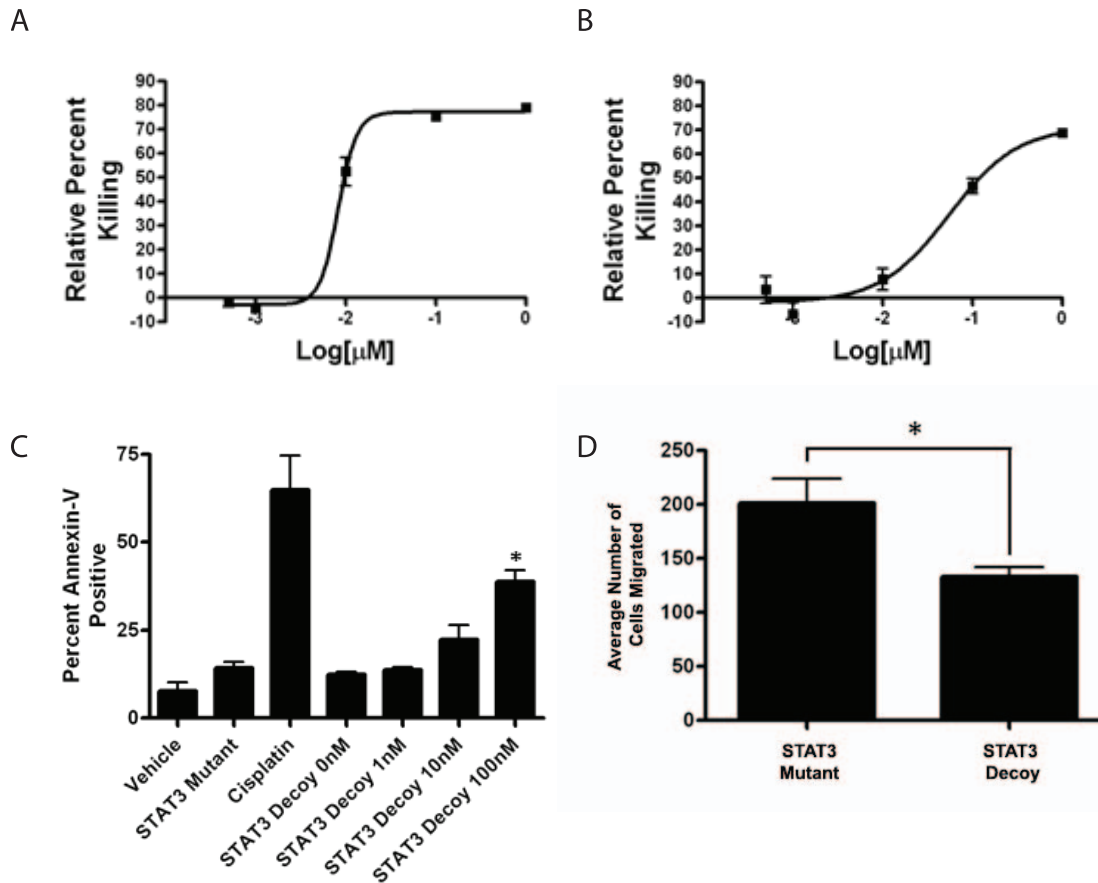 A
B
90
80
70
60
50
40
30
20
10
0
-10
Relative Percent
Killing
-3
-2
-1
0
Log[µM]
90
80
70
60
50
40
30
20
10
0
-10
Relative Percent
Killing
-3
-2
-1
0
Log[µM]
C
75
50
25
0
Percent Annexin-V
Positive
*
Vehicle
STAT3 Mutant
Cisplatin
STAT3 Decoy 0nM
STAT3 Decoy 1nM
STAT3 Decoy 10nM
STAT3 Decoy 100nM
D
250
200
150
100
50
0
Average Number of
Cells Migrated
*
STAT3
Mutant
STAT3
Decoy